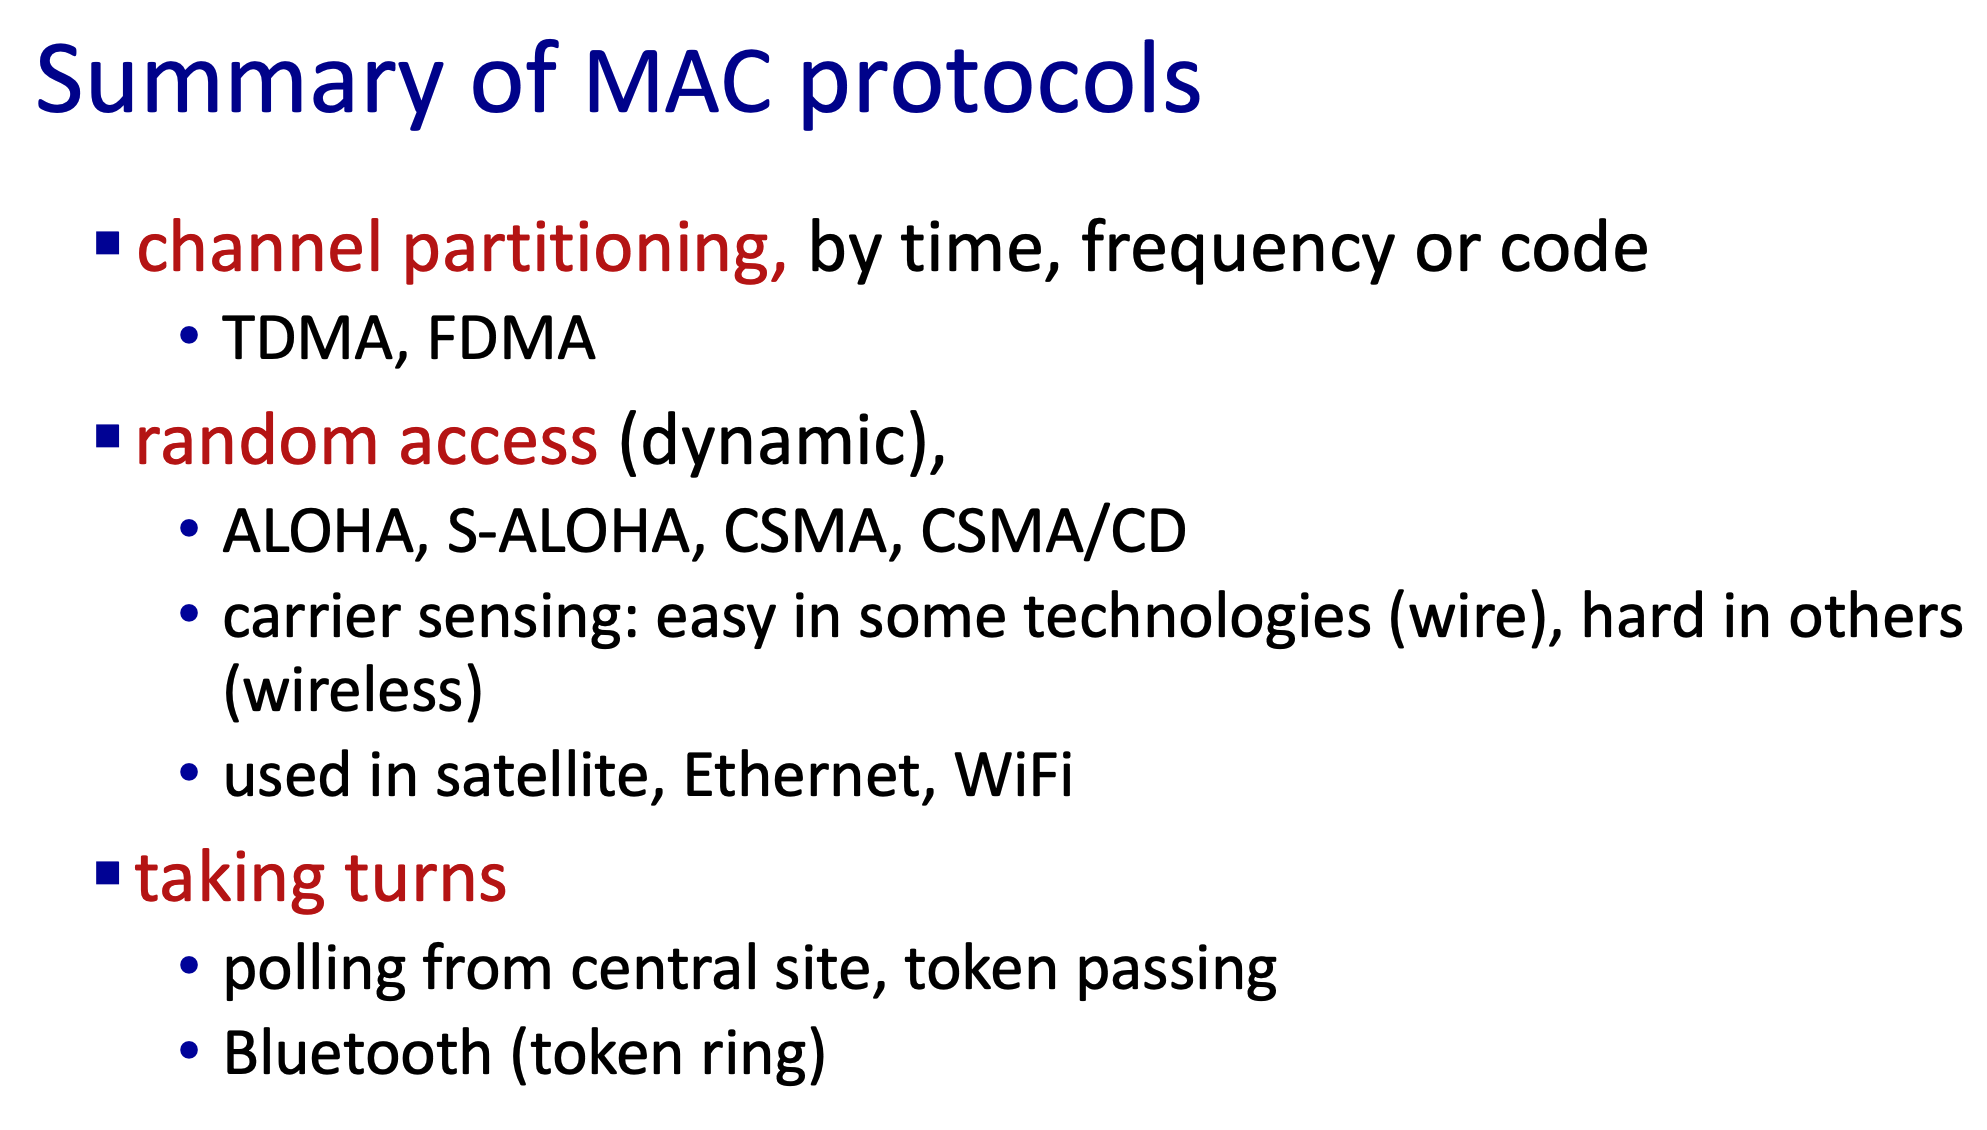 Summary of MAC protocols
▪ channel partitioning, by time, frequency or code
• TDMA, FDMA
▪ random access (dynamic),
• ALOHA, S-ALOHA, CSMA, CSMA/CD
• carrier sensing: easy in some technologies (wire), hard in others
(wireless)
• used in satellite, Ethernet, WiFi
▪ taking turns
• polling from central site, token passing
• Bluetooth (token ring)